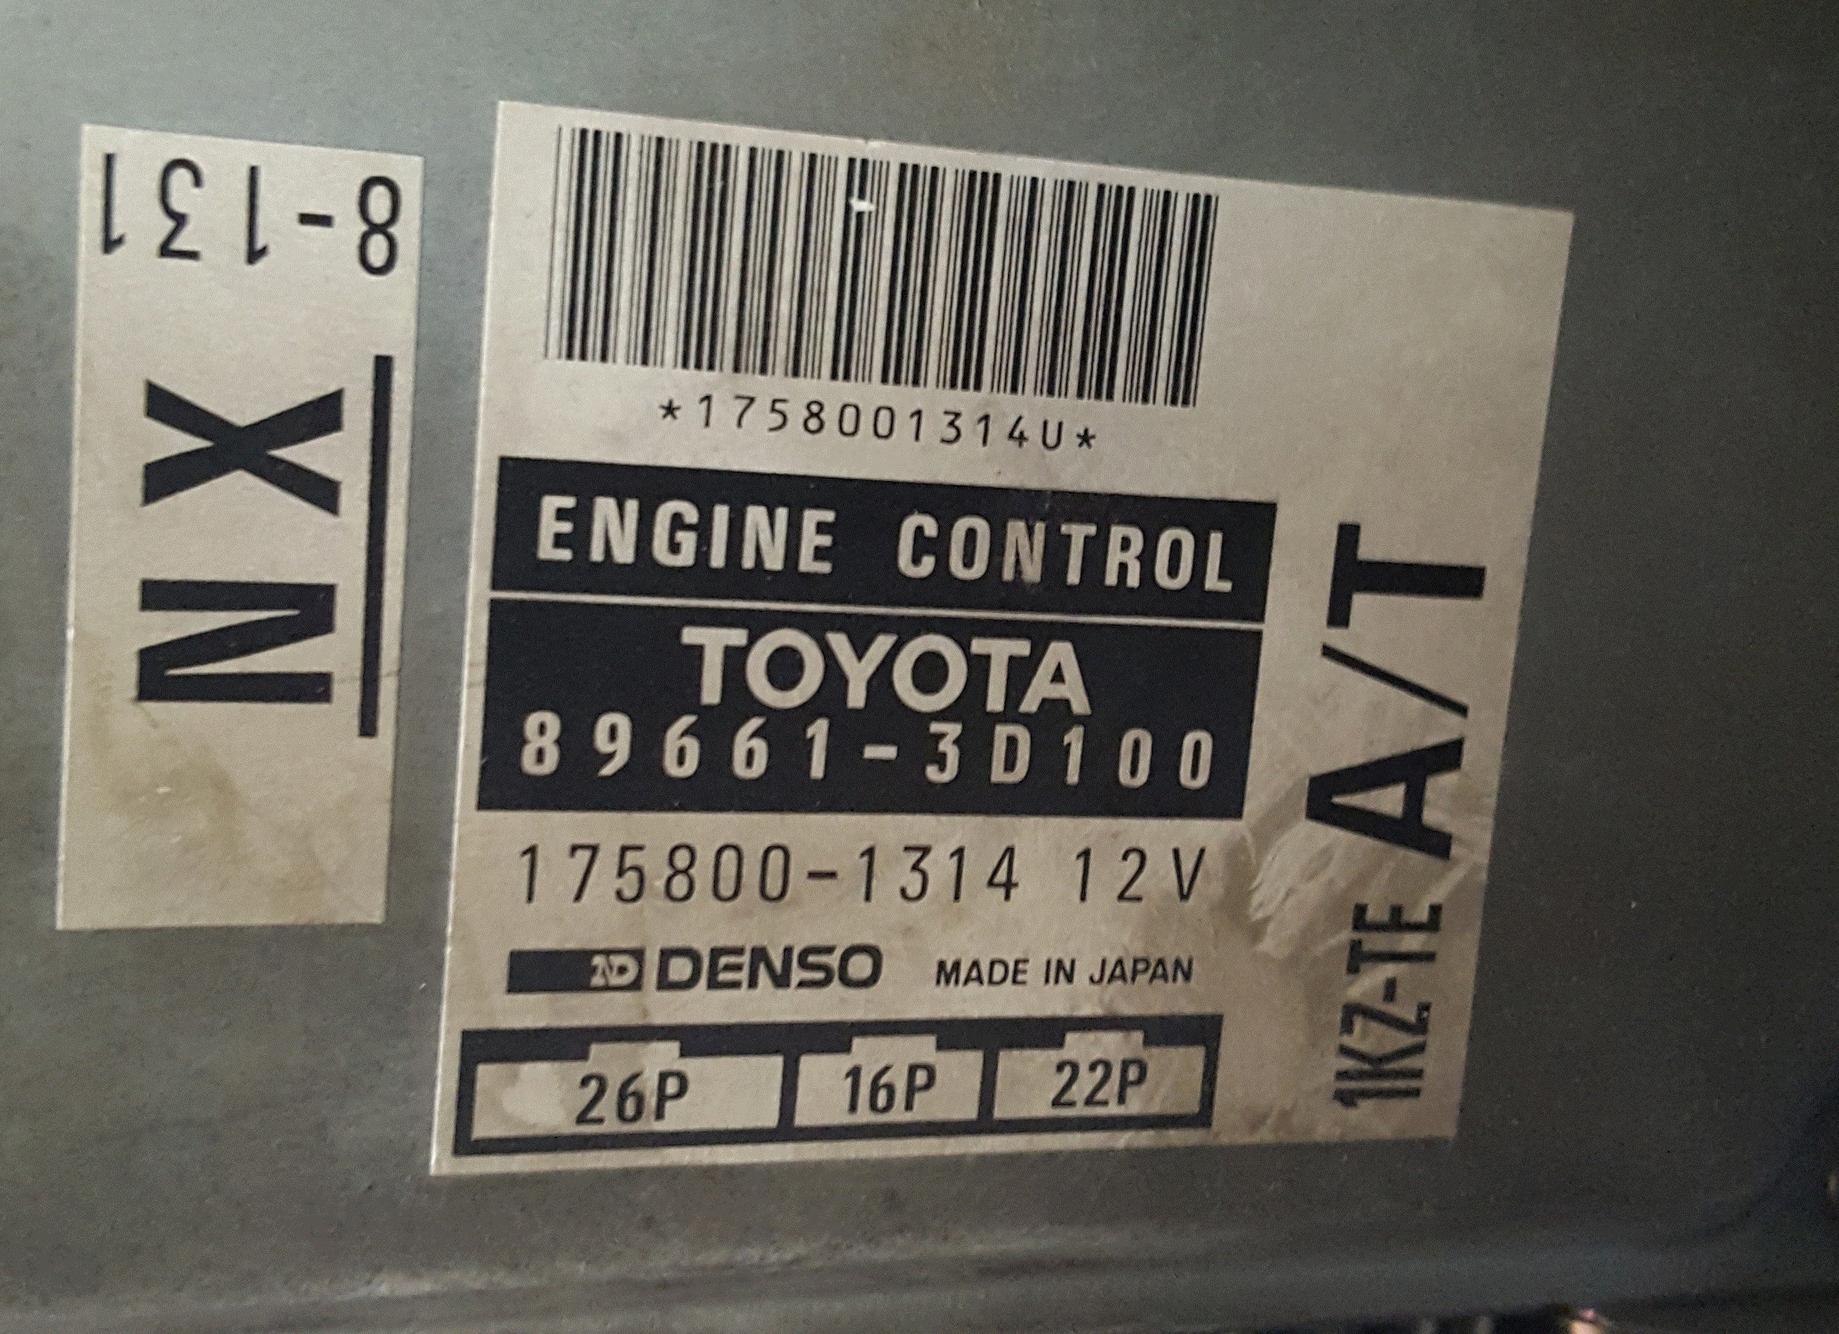 8-131
NX
*1758001314U*
ENGINE CONTROL
TOYOTA
89661-3D100
175800-1314 12V
ND DENSO MADE IN JAPAN
26P 16P 22P
1KZ-TE A/T